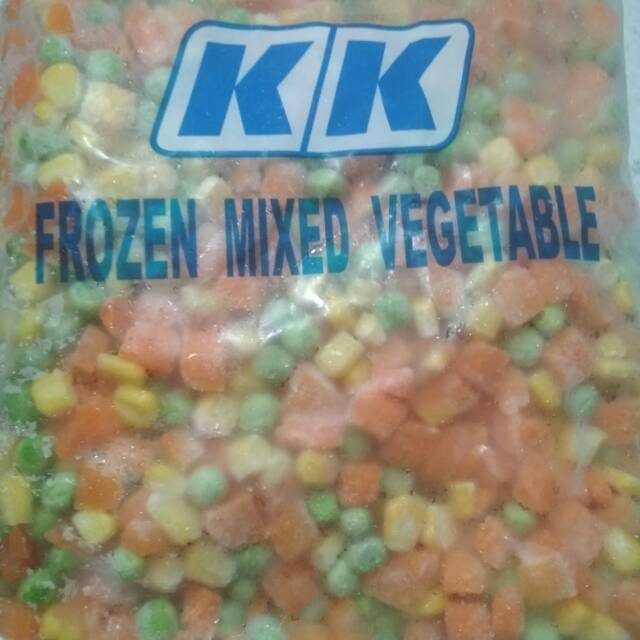 KK
FROZEN MIXED VEGETABLE